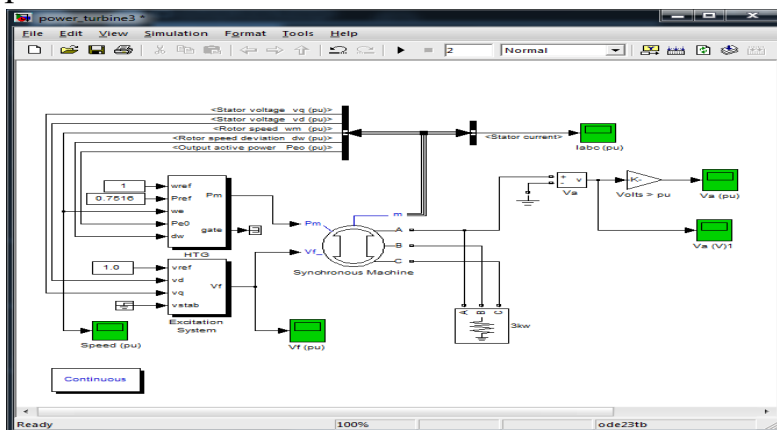 power_turbine3 *
File Edit View Simulation Format Tools Help
2 Normal
<Stator voltage vq (pu)>
<Stator voltage vd (pu)>
<Rotor speed wm (pu)>
<Rotor speed deviation dw (pu)>
<Output active power Peo (pu)>
<Stator current>
Iabc (pu)
1
0.7516
wref
Pref
we
Pe0
dw
Pm
gate
HTG
1.0
vref
vd
vq
vstab
Vf
Excitation
System
Speed (pu)
Vf (pu)
Pm
Vf_
m
A
B
C
Synchronous Machine
+
-
v
Va
-K-
Volts > pu
Va (pu)
Va (V)1
A
B
C
3kw
Continuous
Ready 100% ode23tb